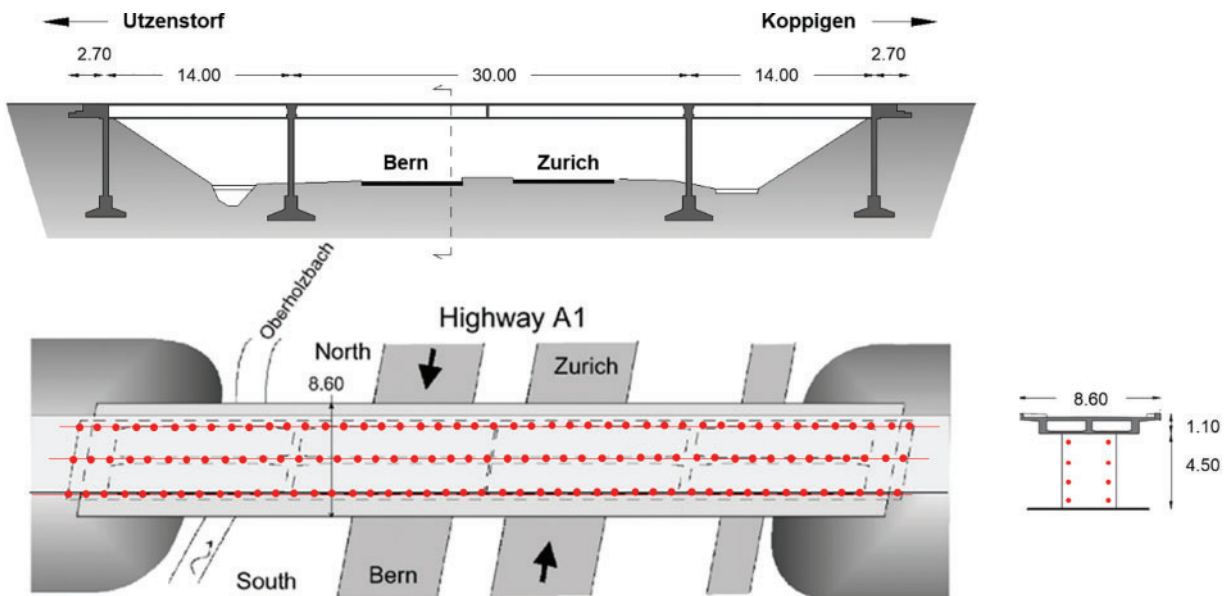 Utzenstorf Koppigen
2.70 2.70
14.00 30.00 14.00
Bern Zurich
Oberholzbach
Highway A1
North
Zurich
8.60
8.60
1.10
4.50
South
Bern